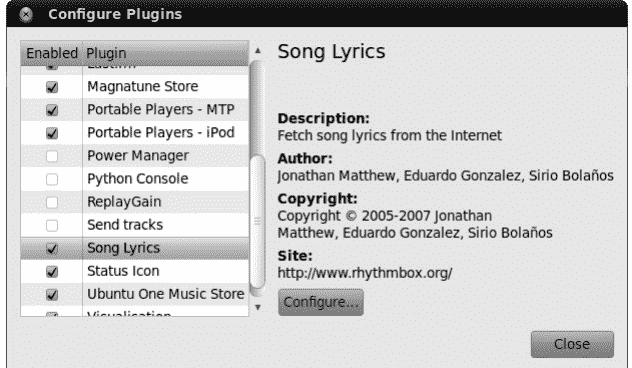 Configure Plugins
Enabled Plugin
Last.fm
Magnatune Store
Portable Players - MTP
Portable Players - iPod
Power Manager
Python Console
ReplayGain
Send tracks
Song Lyrics
Status Icon
Ubuntu One Music Store
Visualisation
Song Lyrics
Description:
Fetch song lyrics from the Internet
Author:
Jonathan Matthew, Eduardo Gonzalez, Sirio Bolaños
Copyright:
Copyright © 2005-2007 Jonathan
Matthew, Eduardo Gonzalez, Sirio Bolaños
Site:
http://www.rhythmbox.org/
Configure...
Close